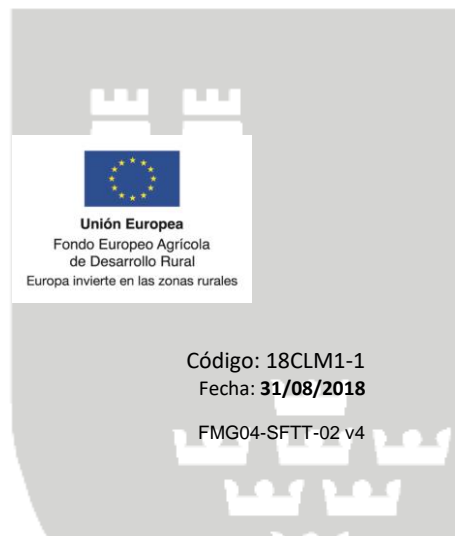 Unión Europea
Fondo Europeo Agrícola
de Desarrollo Rural
Europa invierte en las zonas rurales
Código: 18CLM1-1
Fecha: 31/08/2018
FMG04-SFTT-02 v4